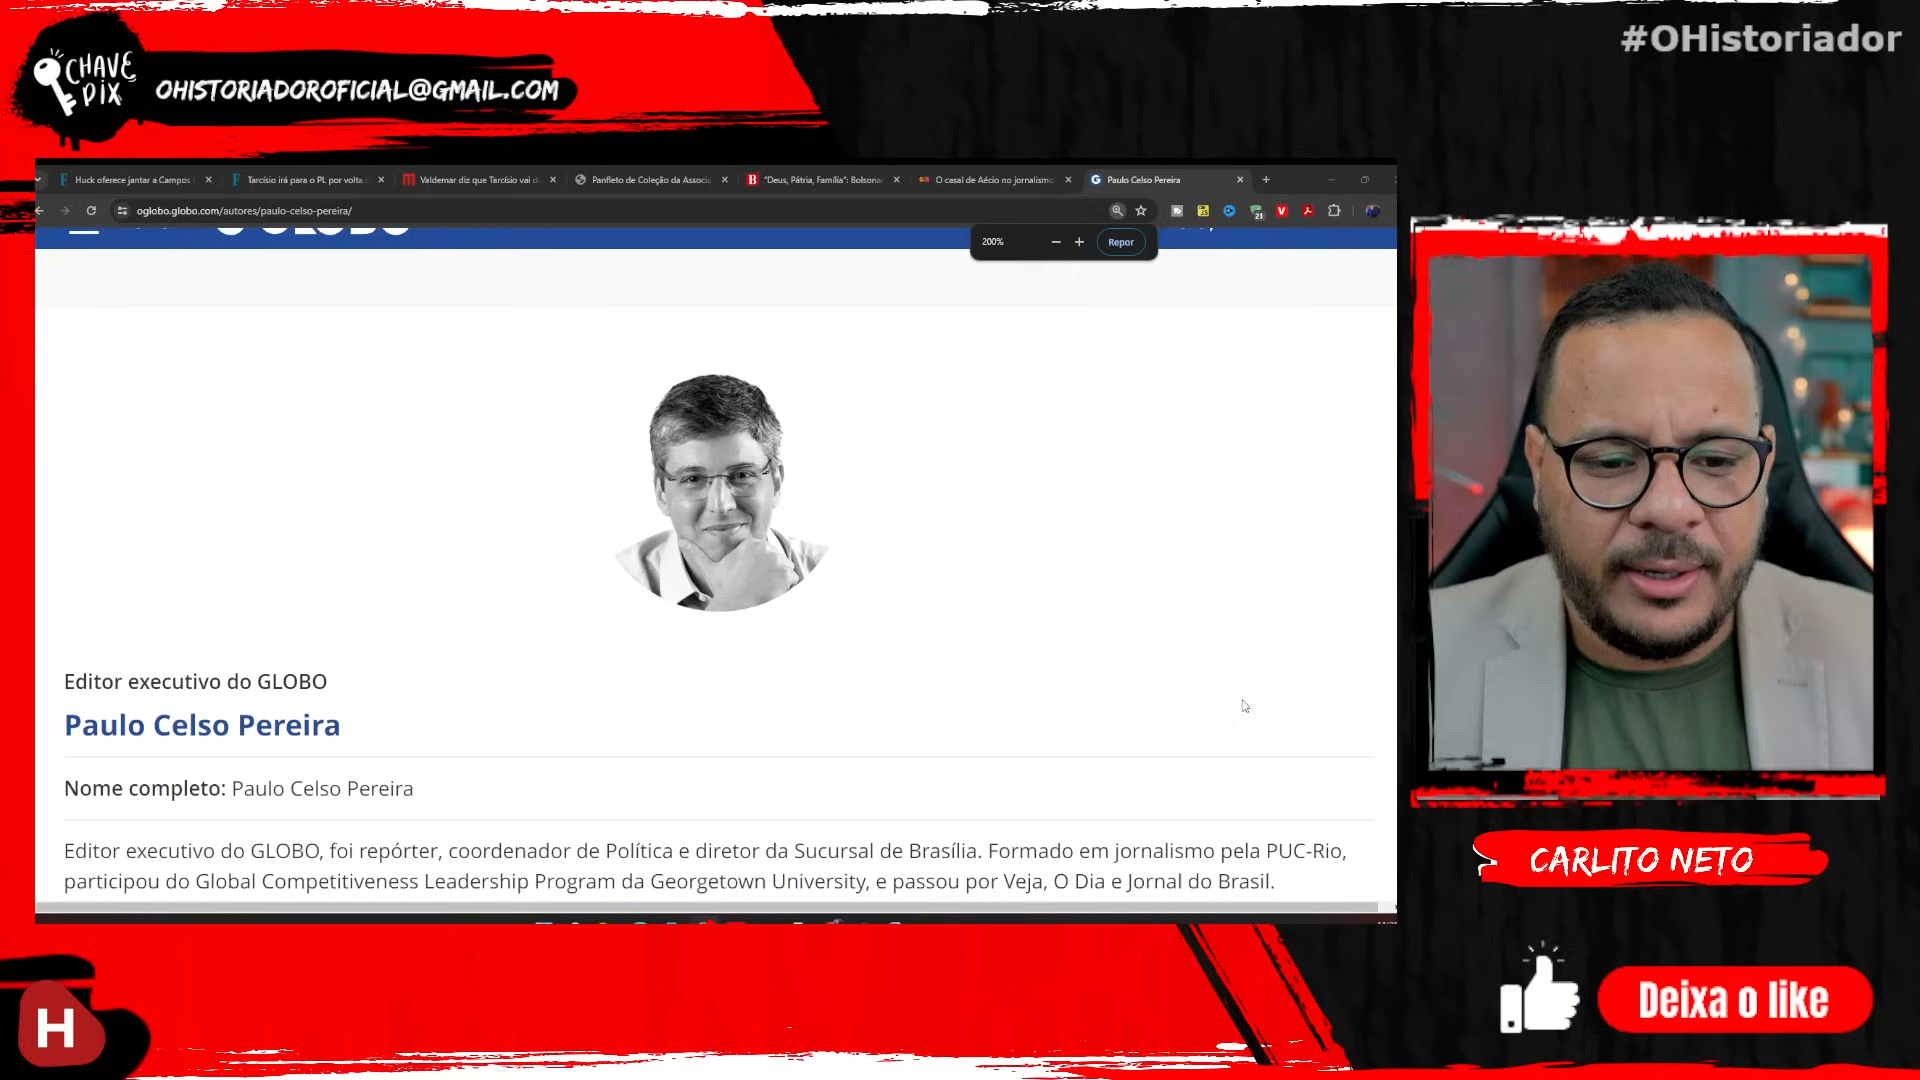 #OHistoriador
CHAVE
PIX
OHISTORIADOROFICIAL@GMAIL.COM
Huck oferece jantar a Campos
Tarcísio irá para o PL por volta
Valdemar diz que Tarcísio vai d
Panfleto de Coleção da Associa
"Deus, Pátria, Família": Bolsona
O casal de Aécio no jornalismo
Paulo Celso Pereira
oglobo.globo.com/autores/paulo-celso-pereira/
21
200%
Repor
Editor executivo do GLOBO
Paulo Celso Pereira
Nome completo: Paulo Celso Pereira
Editor executivo do GLOBO, foi repórter, coordenador de Política e diretor da Sucursal de Brasília. Formado em jornalismo pela PUC-Rio,
participou do Global Competitiveness Leadership Program da Georgetown University, e passou por Veja, O Dia e Jornal do Brasil.
CARLITO NETO
H
Deixa o like